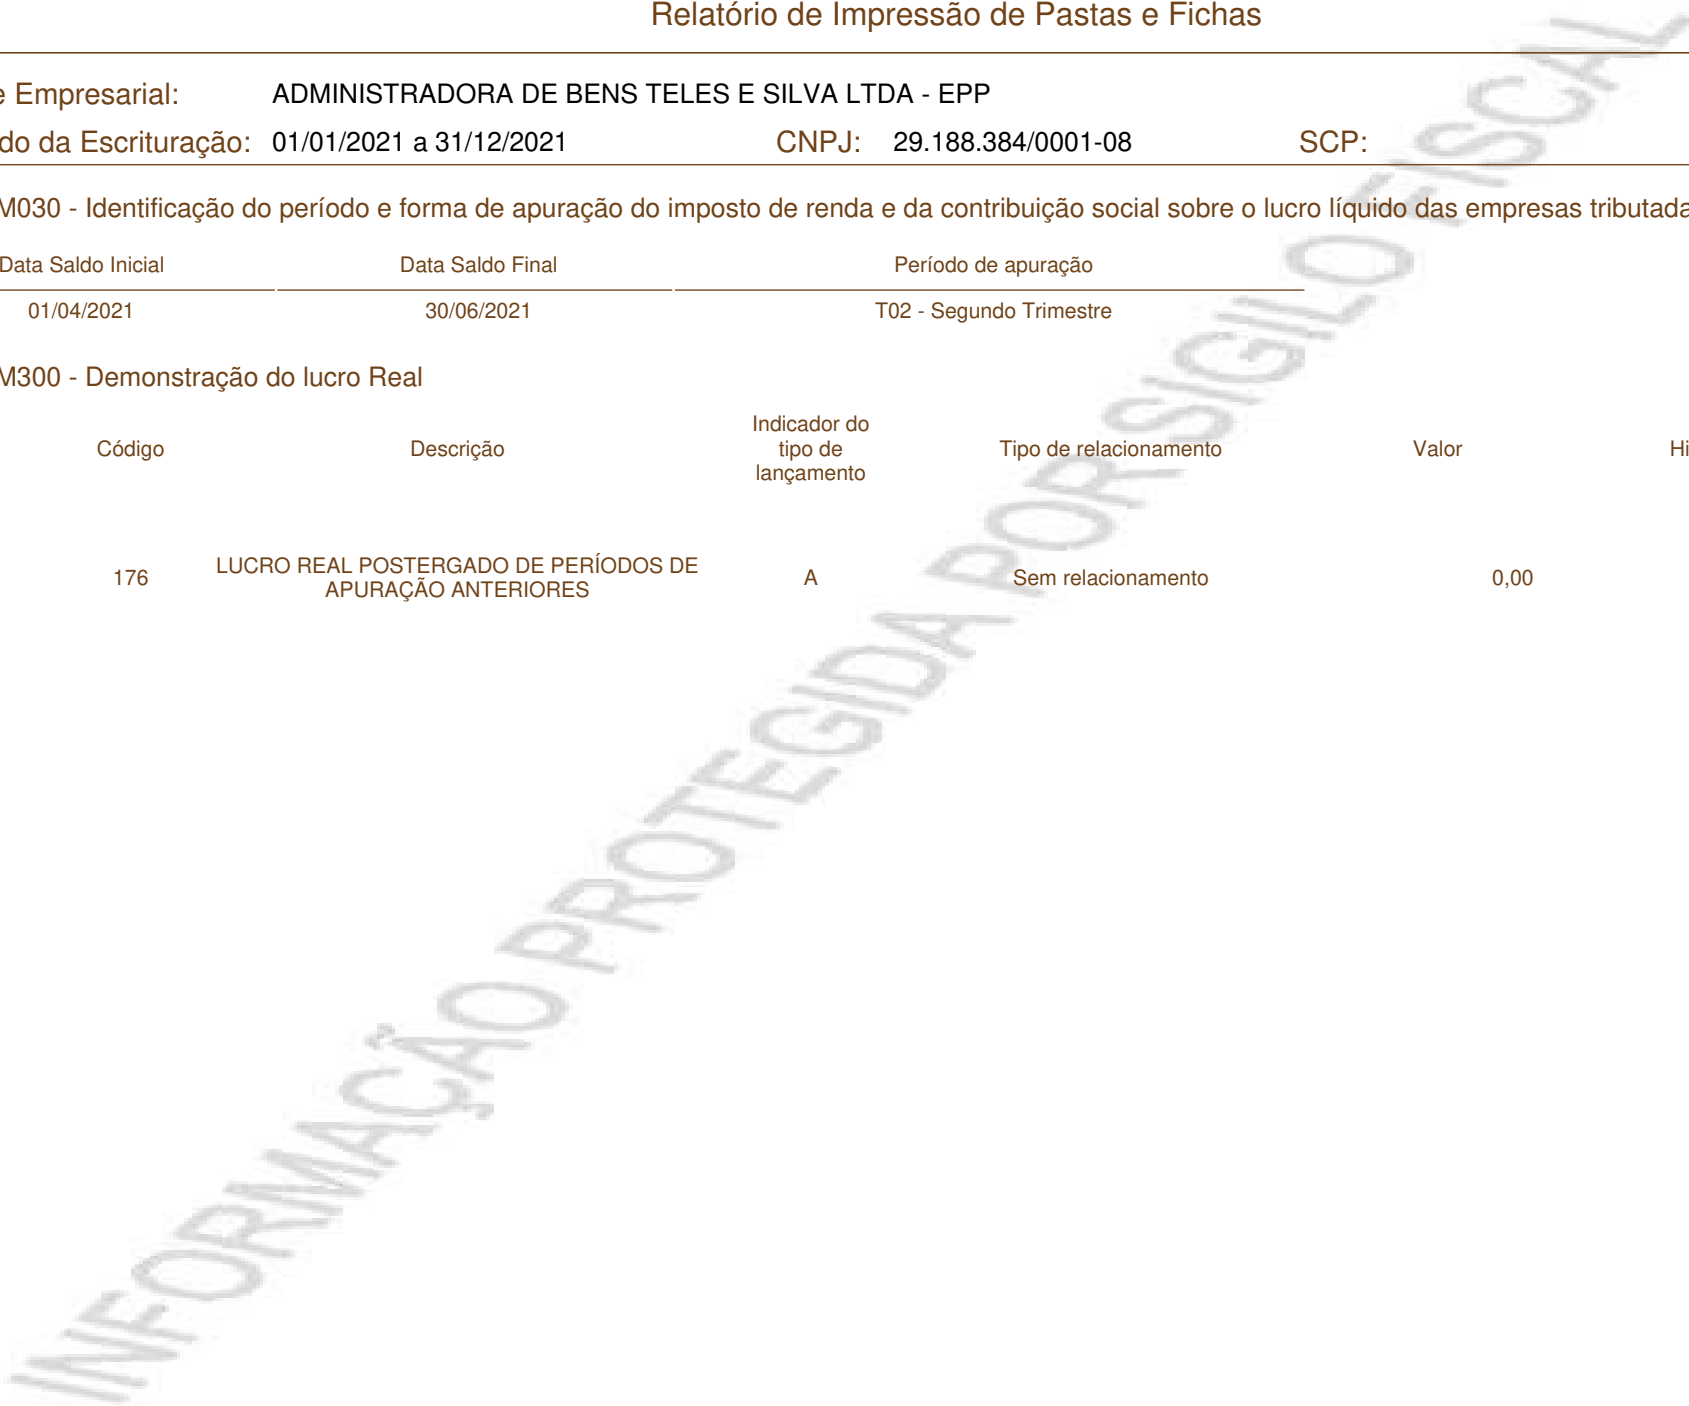 Relatório de Impressão de Pastas e Fichas
e Empresarial: ADMINISTRADORA DE BENS TELES E SILVA LTDA - EPP
do da Escrituração: 01/01/2021 a 31/12/2021 CNPJ: 29.188.384/0001-08 SCP:
M030 - Identificação do período e forma de apuração do imposto de renda e da contribuição social sobre o lucro líquido das empresas tributada
Data Saldo Inicial Data Saldo Final Período de apuração
01/04/2021 30/06/2021 T02 - Segundo Trimestre
M300 - Demonstração do lucro Real
Código Descrição Indicador do tipo de lançamento Tipo de relacionamento Valor Hi
176 LUCRO REAL POSTERGADO DE PERÍODOS DE APURAÇÃO ANTERIORES A Sem relacionamento 0,00
INFORMAÇÃO PROTEGIDA POR SIGILO FISCAL